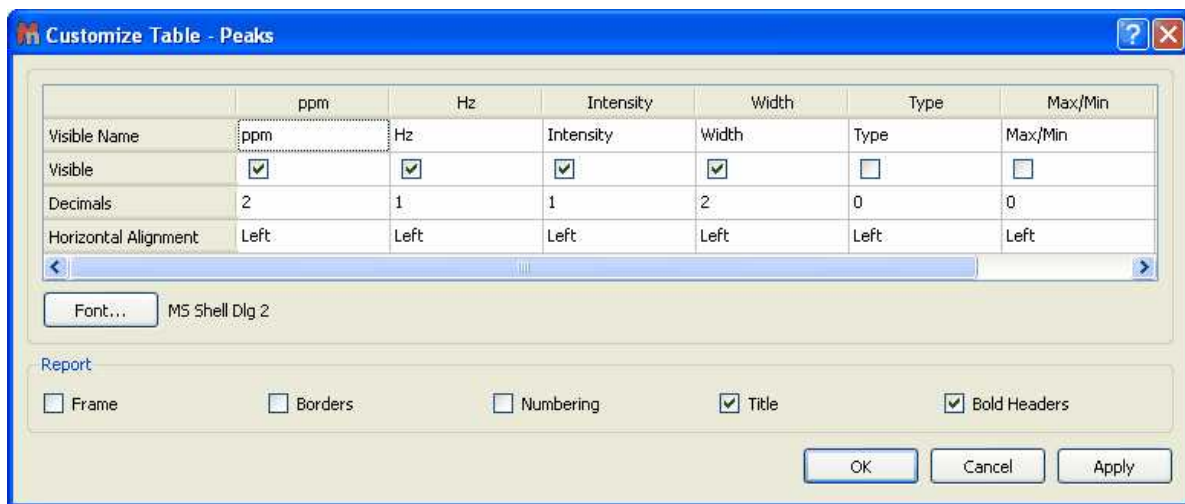 Customize Table - Peaks
ppm Hz Intensity Width Type Max/Min
Visible Name ppm Hz Intensity Width Type Max/Min
Visible
Decimals 2 1 1 2 0 0
Horizontal Alignment Left Left Left Left Left Left
Font... MS Shell Dlg 2
Report
Frame Borders Numbering Title Bold Headers
OK Cancel Apply